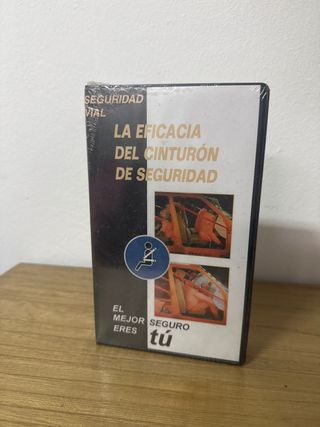 SEGURIDAD
VIAL
LA EFICACIA
DEL CINTURÓN
DE SEGURIDAD
EL
MEJOR SEGURO
ERES tú